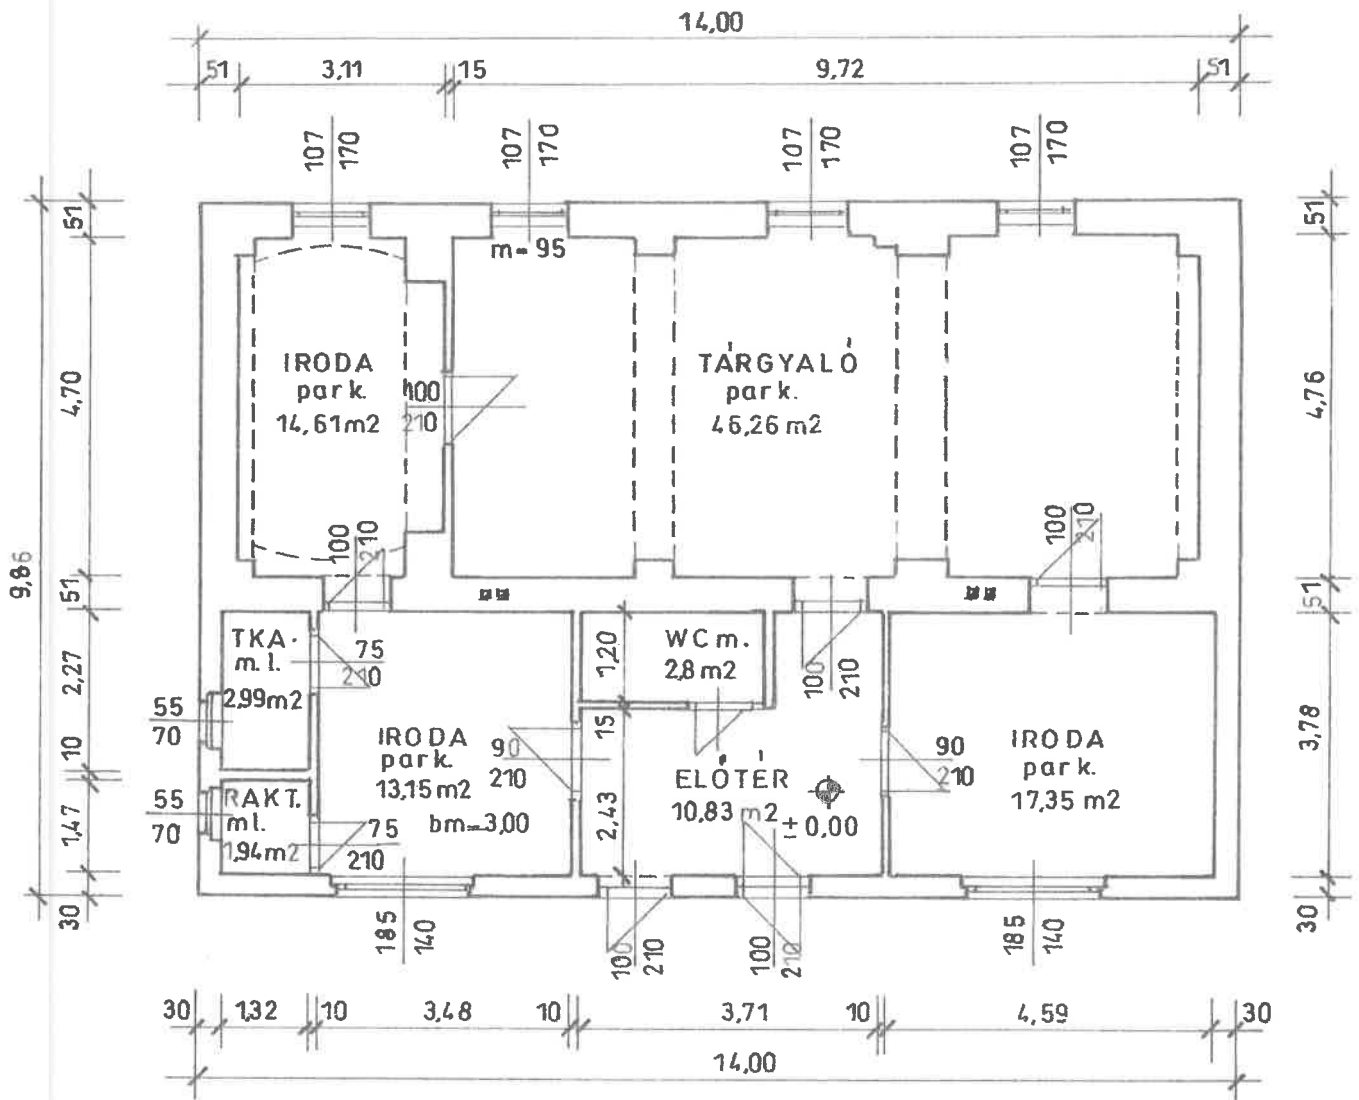 14,00
51 3,11 15 9,72 51
107
170
107
170
107
170
107
170
51
4,70
51
2,27
10
1,47
30
9,86
51
4,76
51
3,78
30
m=95
IRODA
park.
14,61m2
100
210
TÁRGYALÓ
park.
46,26 m2
100
210
100
210
TKA.
m.l.
2,99m2
75
210
55
70
1,20
WC m.
2,8 m2
100
210
IRODA
park.
13,15 m2
bm=3,00
90
210
15
2,43
ELŐTÉR
10,83 m2
±0,00
90
210
IRODA
park.
17,35 m2
55
70
RAKT.
ml.
1,94m2
75
210
185
140
100
210
100
210
185
140
30 1,32 10 3,48 10 3,71 10 4,59 30
14,00